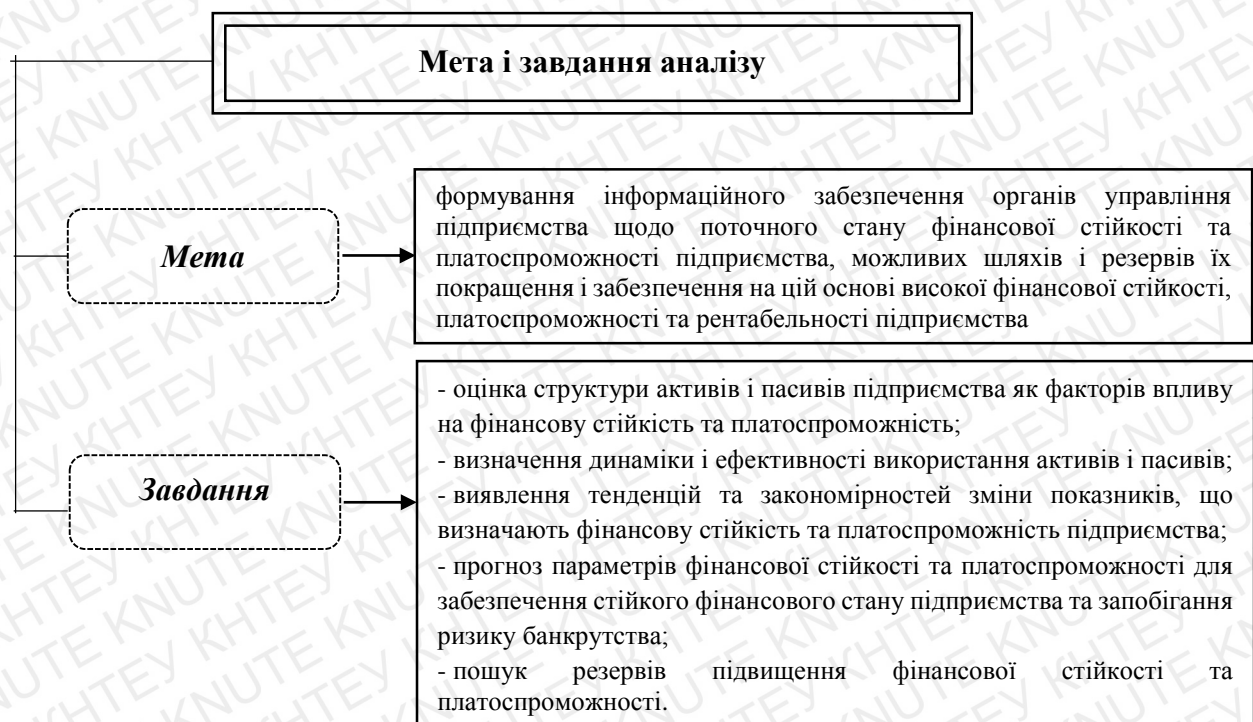 Мета і завдання аналізу
Мета
формування інформаційного забезпечення органів управління
підприємства щодо поточного стану фінансової стійкості та
платоспроможності підприємства, можливих шляхів і резервів їх
покращення і забезпечення на цій основі високої фінансової стійкості,
платоспроможності та рентабельності підприємства
Завдання
- оцінка структури активів і пасивів підприємства як факторів впливу
на фінансову стійкість та платоспроможність;
- визначення динаміки і ефективності використання активів і пасивів;
- виявлення тенденцій та закономірностей зміни показників, що
визначають фінансову стійкість та платоспроможність підприємства;
- прогноз параметрів фінансової стійкості та платоспроможності для
забезпечення стійкого фінансового стану підприємства та запобігання
ризику банкрутства;
- пошук резервів підвищення фінансової стійкості та
платоспроможності.